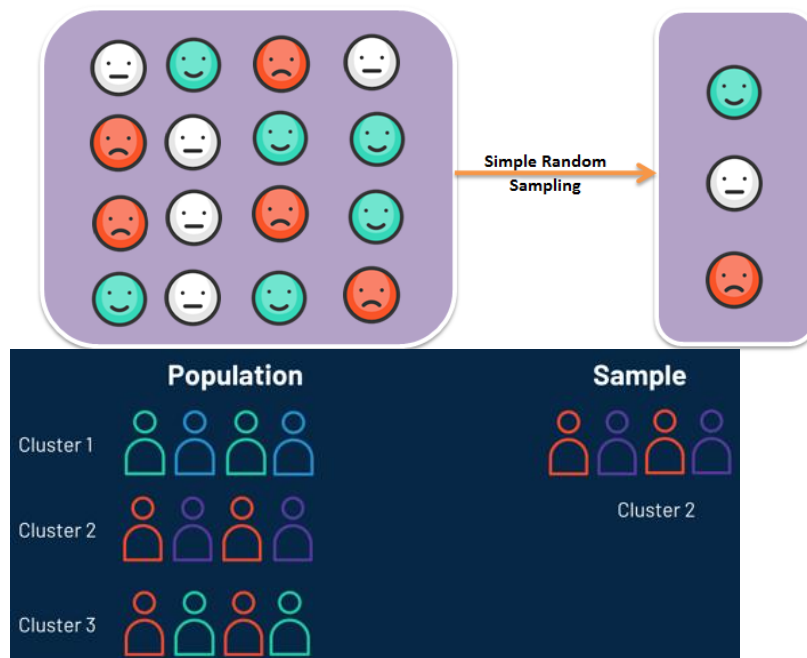 Simple Random
Sampling
Population
Sample
Cluster 1
Cluster 2
Cluster 2
Cluster 3